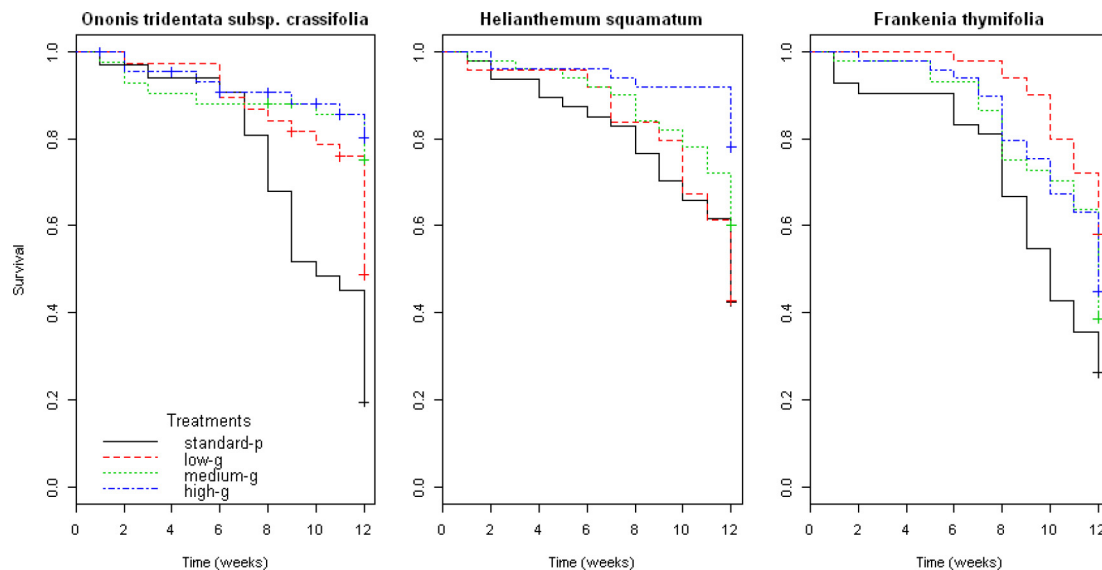 Ononis tridentata subsp. crassifolia
Survival
1.0
0.8
0.6
0.4
0.2
0.0
Treatments
standard-p
low-g
medium-g
high-g
0 2 4 6 8 10 12
Time (weeks)
Helianthemum squamatum
1.0
0.8
0.6
0.4
0.2
0.0
0 2 4 6 8 10 12
Time (weeks)
Frankenia thymifolia
1.0
0.8
0.6
0.4
0.2
0.0
0 2 4 6 8 10 12
Time (weeks)